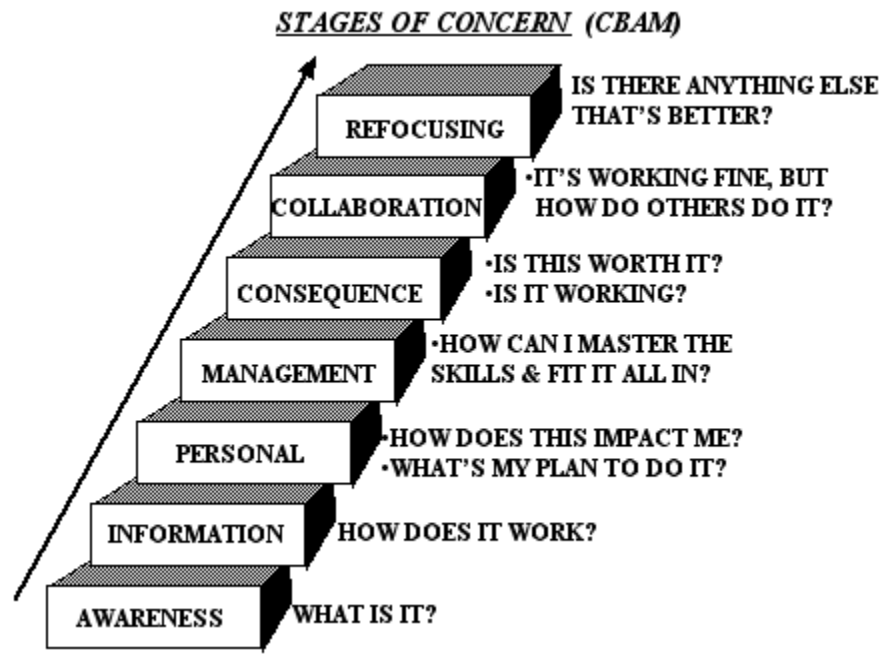 STAGES OF CONCERN (CBAM)
IS THERE ANYTHING ELSE
THAT'S BETTER?
REFOCUSING
•IT'S WORKING FINE, BUT
HOW DO OTHERS DO IT?
COLLABORATION
•IS THIS WORTH IT?
•IS IT WORKING?
CONSEQUENCE
•HOW CAN I MASTER THE
SKILLS & FIT IT ALL IN?
MANAGEMENT
•HOW DOES THIS IMPACT ME?
•WHAT'S MY PLAN TO DO IT?
PERSONAL
INFORMATION
HOW DOES IT WORK?
AWARENESS
WHAT IS IT?